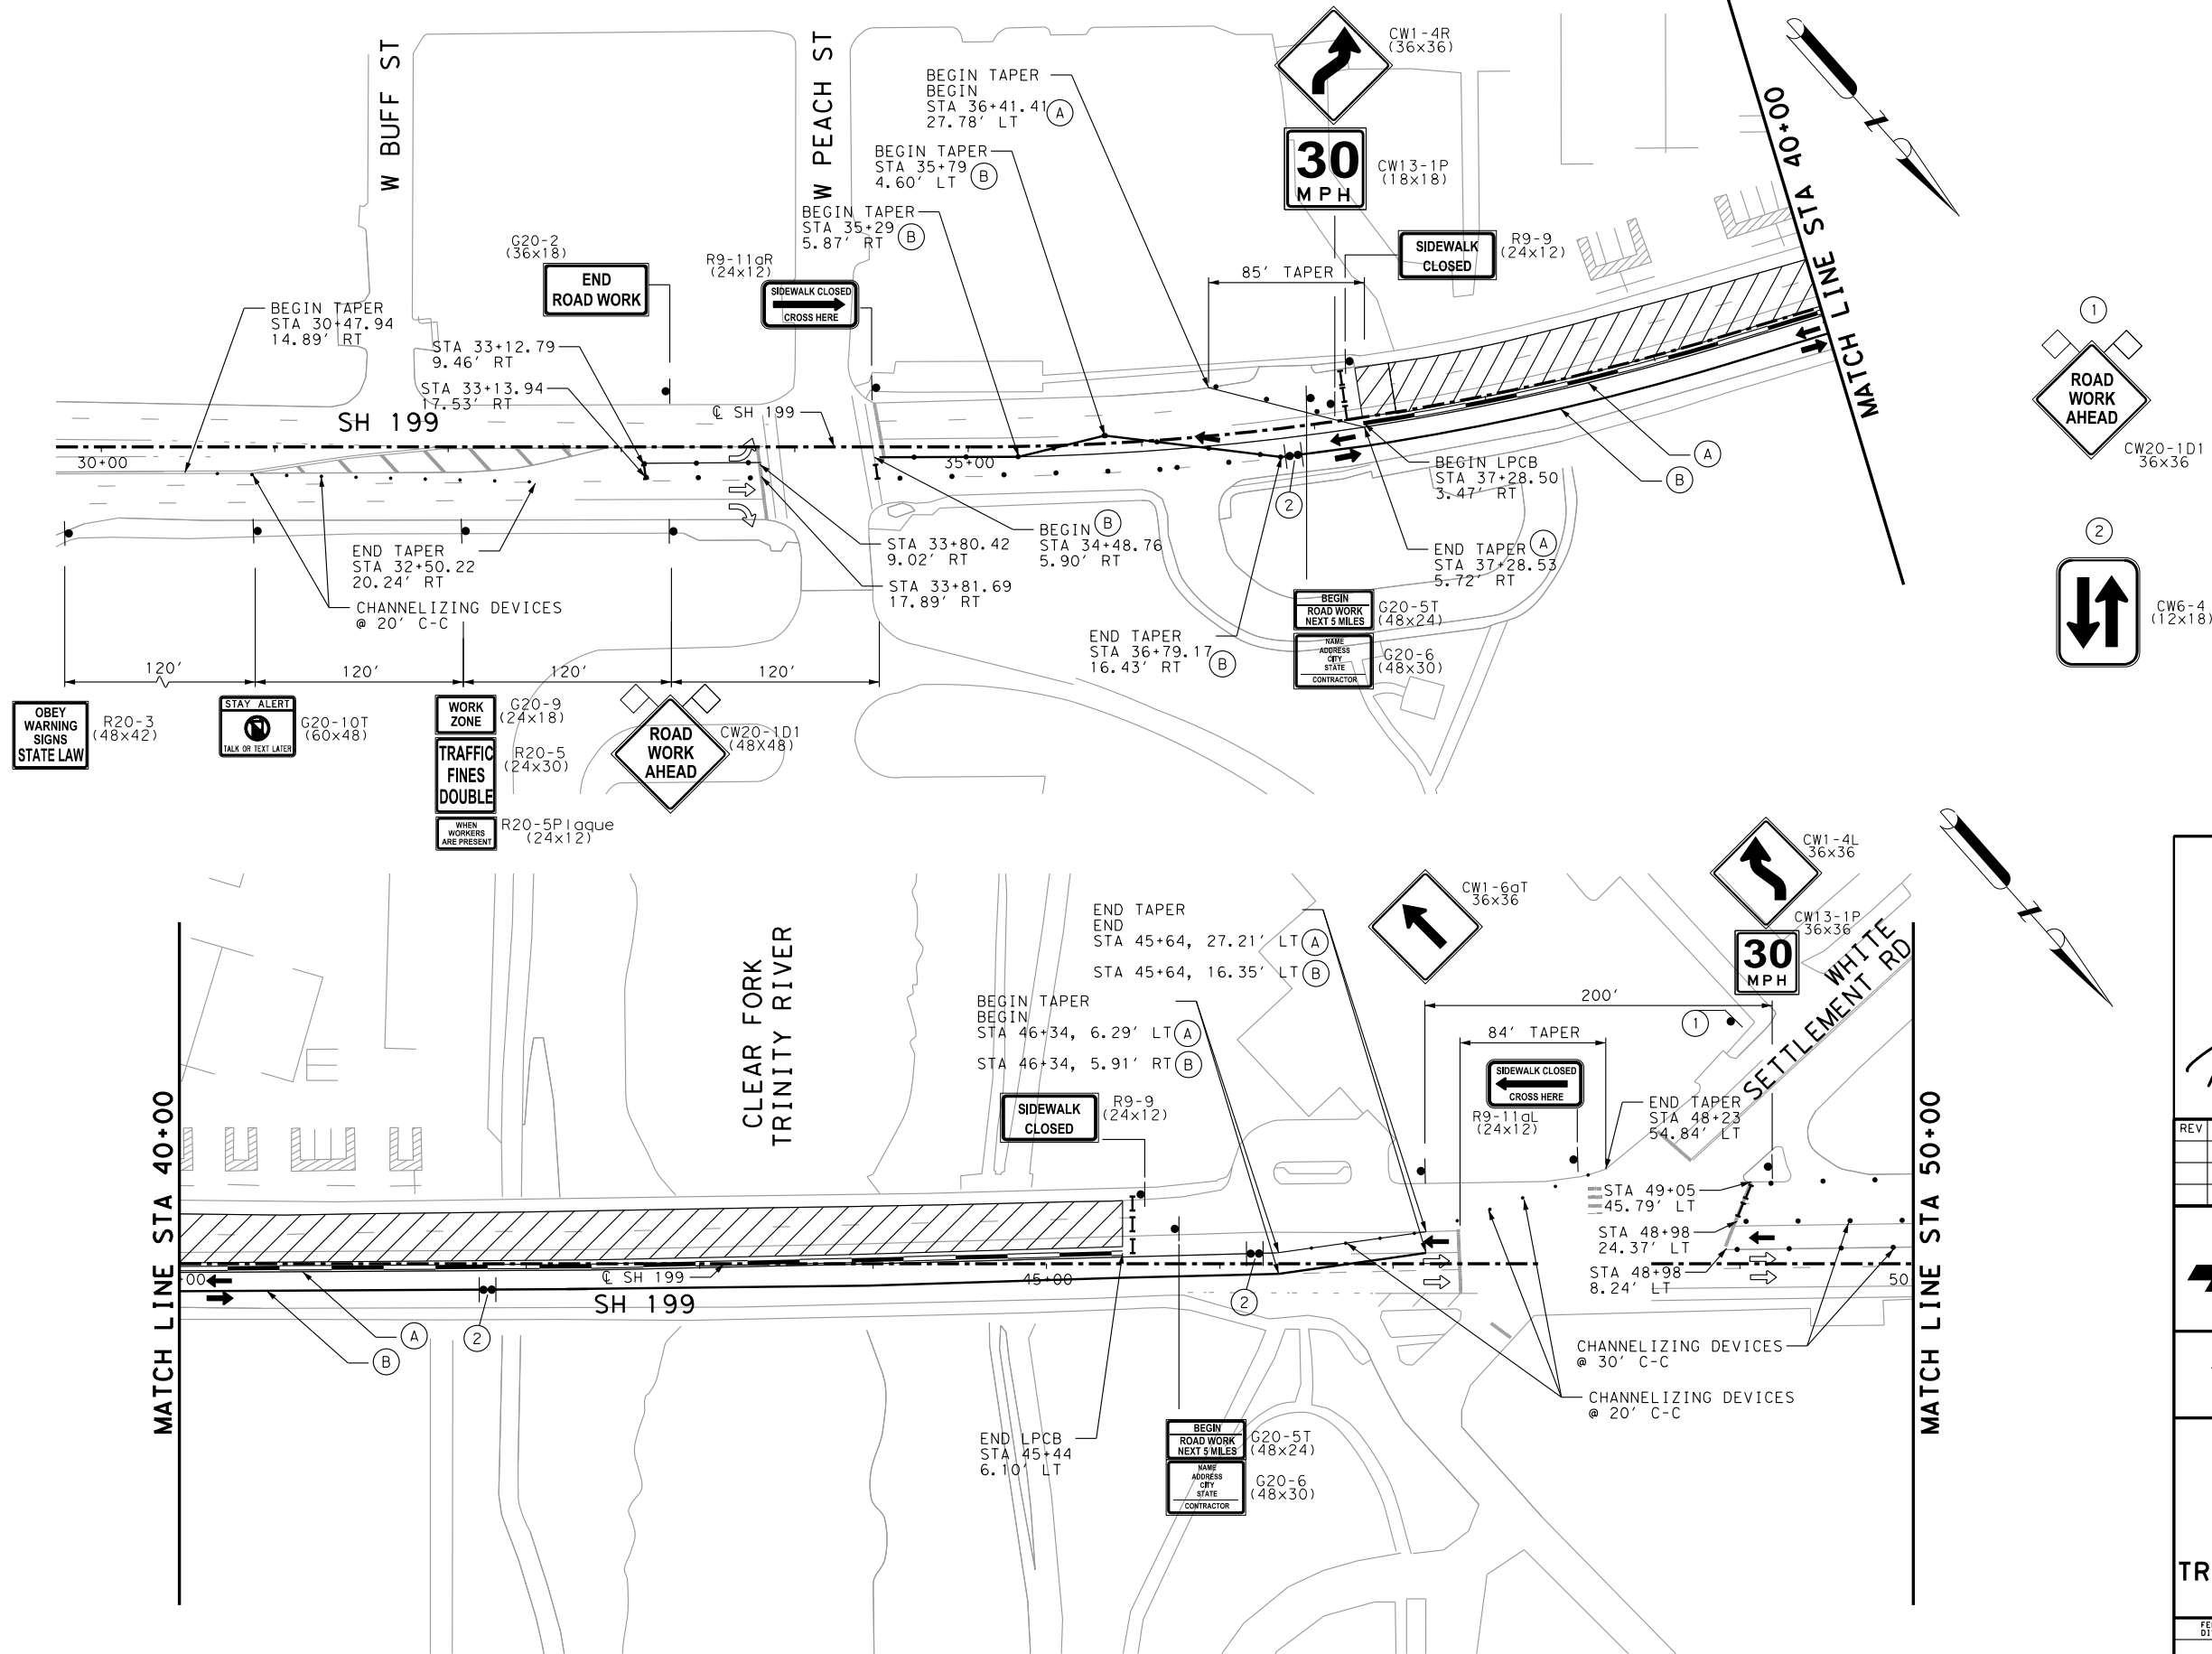 W BUFF ST
W PEACH ST
BEGIN TAPER
BEGIN
STA 36+41.41
27.78' LT
A
BEGIN TAPER
STA 35+79
4.60' LT
B
BEGIN TAPER
STA 35+29
5.87' RT
B
CW1-4R
(36x36)
30
MPH
CW13-1P
(18x18)
SIDEWALK
CLOSED
R9-9
(24x12)
85' TAPER
MATCH LINE STA 40+00
G20-2
(36x18)
END
ROAD WORK
R9-11aR
(24x12)
SIDEWALK CLOSED
CROSS HERE
BEGIN TAPER
STA 30+47.94
14.89' RT
STA 33+12.79
9.46' RT
STA 33+13.94
17.53' RT
SH 199
℄ SH 199
30+00
35+00
END TAPER
STA 32+50.22
20.24' RT
CHANNELIZING DEVICES
@ 20' C-C
STA 33+80.42
9.02' RT
STA 33+81.69
17.89' RT
BEGIN
B
STA 34+48.76
5.90' RT
2
BEGIN LPCB
STA 37+28.50
3.47' RT
A
B
END TAPER
A
STA 37+28.53
5.72' RT
END TAPER
STA 36+79.17
16.43' RT
B
BEGIN
ROAD WORK
NEXT 5 MILES
G20-5T
(48x24)
NAME
ADDRESS
CITY
STATE
CONTRACTOR
G20-6
(48x30)
1
ROAD
WORK
AHEAD
CW20-1D1
36x36
2
CW6-4
(12x18)
120'
120'
120'
120'
OBEY
WARNING
SIGNS
STATE LAW
R20-3
(48x42)
STAY ALERT
TALK OR TEXT LATER
G20-10T
(60x48)
WORK
ZONE
G20-9
(24x18)
TRAFFIC
FINES
DOUBLE
R20-5
(24x30)
WHEN
WORKERS
ARE PRESENT
R20-5Plaque
(24x12)
ROAD
WORK
AHEAD
CW20-1D1
(48X48)
MATCH LINE STA 40+00
CLEAR FORK
TRINITY RIVER
END TAPER
END
STA 45+64, 27.21' LT
A
STA 45+64, 16.35' LT
B
BEGIN TAPER
BEGIN
STA 46+34, 6.29' LT
A
STA 46+34, 5.91' RT
B
SIDEWALK
CLOSED
R9-9
(24x12)
CW1-6aT
36x36
CW1-4L
36x36
CW13-1P
36x36
30
MPH
WHITE
SETTLEMENT RD
200'
1
84' TAPER
SIDEWALK CLOSED
CROSS HERE
R9-11aL
(24x12)
END TAPER
STA 48+23
54.84' LT
STA 49+05
45.79' LT
STA 48+98
24.37' LT
STA 48+98
8.24' LT
00
℄ SH 199
SH 199
45+00
50
A
B
2
2
CHANNELIZING DEVICES
@ 30' C-C
CHANNELIZING DEVICES
@ 20' C-C
END LPCB
STA 45+44
6.10' LT
BEGIN
ROAD WORK
NEXT 5 MILES
G20-5T
(48x24)
NAME
ADDRESS
CITY
STATE
CONTRACTOR
G20-6
(48x30)
MATCH LINE STA 50+00
REV
TR